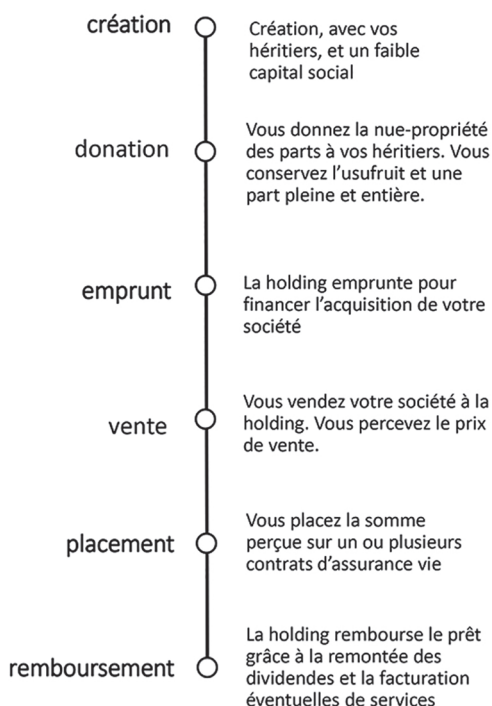 création
Création, avec vos
héritiers, et un faible
capital social
donation
Vous donnez la nue-propriété
des parts à vos héritiers. Vous
conservez l'usufruit et une
part pleine et entière.
emprunt
La holding emprunte pour
financer l'acquisition de votre
société
vente
Vous vendez votre société à la
holding. Vous percevez le prix
de vente.
placement
Vous placez la somme
perçue sur un ou plusieurs
contrats d'assurance vie
remboursement
La holding rembourse le prêt
grâce à la remontée des
dividendes et la facturation
éventuelles de services